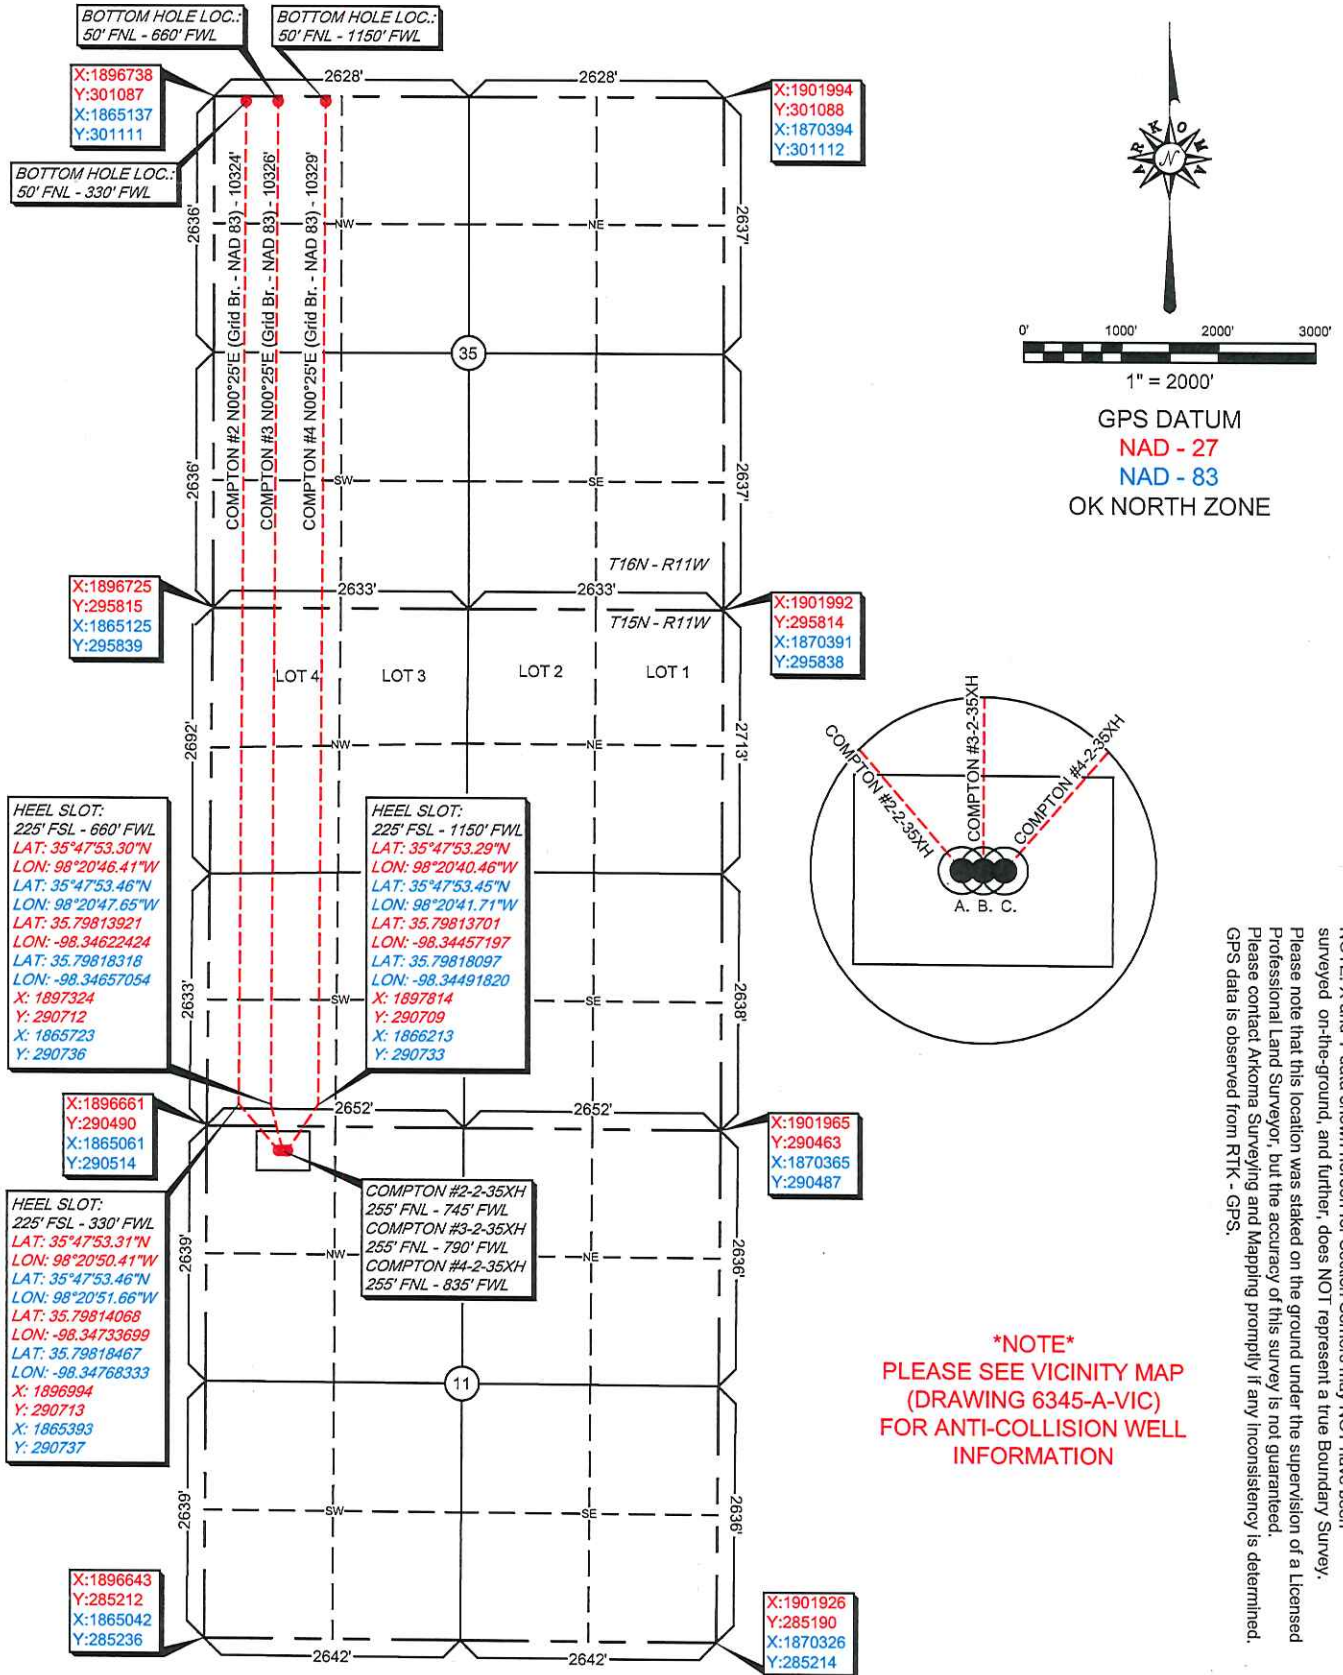 BOTTOM HOLE LOC.:
50' FNL - 660' FWL
BOTTOM HOLE LOC.:
50' FNL - 1150' FWL
X:1896738
Y:301087
X:1865137
Y:301111
2628'
2628'
X:1901994
Y:301088
X:1870394
Y:301112
BOTTOM HOLE LOC.:
50' FNL - 330' FWL
COMPTON #2 N00°25'E (Grid Br. - NAD 83) - 10324'
COMPTON #3 N00°25'E (Grid Br. - NAD 83) - 10326'
COMPTON #4 N00°25'E (Grid Br. - NAD 83) - 10329'
2636'
NW
NE
2637'
35
2636'
SW
SE
2637'
T16N - R11W
ARKOMA
N
0' 1000' 2000' 3000'
1" = 2000'
GPS DATUM
NAD - 27
NAD - 83
OK NORTH ZONE
X:1896725
Y:295815
X:1865125
Y:295839
2633'
2633'
X:1901992
Y:295814
X:1870391
Y:295838
T15N - R11W
LOT 4
LOT 3
LOT 2
LOT 1
2692'
NW
NE
2713'
COMPTON #2-2-35XH
COMPTON #3-2-35XH
COMPTON #4-2-35XH
A. B. C.
HEEL SLOT:
225' FSL - 660' FWL
LAT: 35°47'53.30"N
LON: 98°20'46.41"W
LAT: 35°47'53.46"N
LON: 98°20'47.65"W
LAT: 35.79813921
LON: -98.34622424
LAT: 35.79818318
LON: -98.34657054
X: 1897324
Y: 290712
X: 1865723
Y: 290736
HEEL SLOT:
225' FSL - 1150' FWL
LAT: 35°47'53.29"N
LON: 98°20'40.46"W
LAT: 35°47'53.45"N
LON: 98°20'41.71"W
LAT: 35.79813701
LON: -98.34457197
LAT: 35.79818097
LON: -98.34491820
X: 1897814
Y: 290709
X: 1866213
Y: 290733
2633'
SW
SE
2638'
X:1896661
Y:290490
X:1865061
Y:290514
2652'
2652'
X:1901965
Y:290463
X:1870365
Y:290487
COMPTON #2-2-35XH
255' FNL - 745' FWL
COMPTON #3-2-35XH
255' FNL - 790' FWL
COMPTON #4-2-35XH
255' FNL - 835' FWL
HEEL SLOT:
225' FSL - 330' FWL
LAT: 35°47'53.31"N
LON: 98°20'50.41"W
LAT: 35°47'53.46"N
LON: 98°20'51.66"W
LAT: 35.79814068
LON: -98.34733699
LAT: 35.79818467
LON: -98.34768333
X: 1896994
Y: 290713
X: 1865393
Y: 290737
2639'
NW
NE
2636'
11
2639'
SW
SE
2636'
X:1896643
Y:285212
X:1865042
Y:285236
2642'
2642'
X:1901926
Y:285190
X:1870326
Y:285214
*NOTE*
PLEASE SEE VICINITY MAP
(DRAWING 6345-A-VIC)
FOR ANTI-COLLISION WELL
INFORMATION
surveyed on-the-ground, and further, does NOT represent a true Boundary Survey.
Please note that this location was staked on the ground under the supervision of a Licensed
Professional Land Surveyor, but the accuracy of this survey is not guaranteed.
Please contact Arkoma Surveying and Mapping promptly if any inconsistency is determined.
GPS data is observed from RTK - GPS.